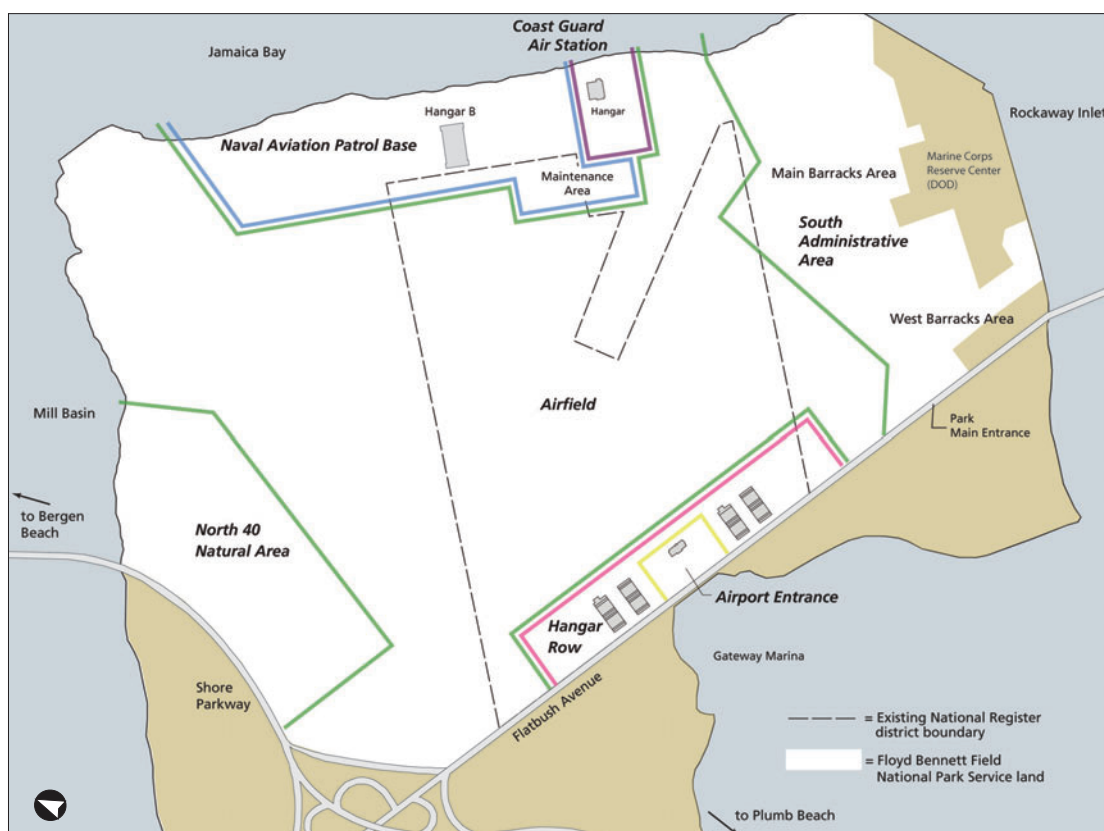 Coast Guard
Air Station
Jamaica Bay
Hangar B
Hangar
Rockaway Inlet
Naval Aviation Patrol Base
Maintenance
Area
Main Barracks Area
Marine Corps
Reserve Center
(DOD)
South
Administrative
Area
West Barracks Area
Mill Basin
Airfield
Park
Main Entrance
to Bergen
Beach
North 40
Natural Area
Airport Entrance
Hangar
Row
Gateway Marina
Shore
Parkway
Flatbush Avenue
= Existing National Register
district boundary
= Floyd Bennett Field
National Park Service land
to Plumb Beach